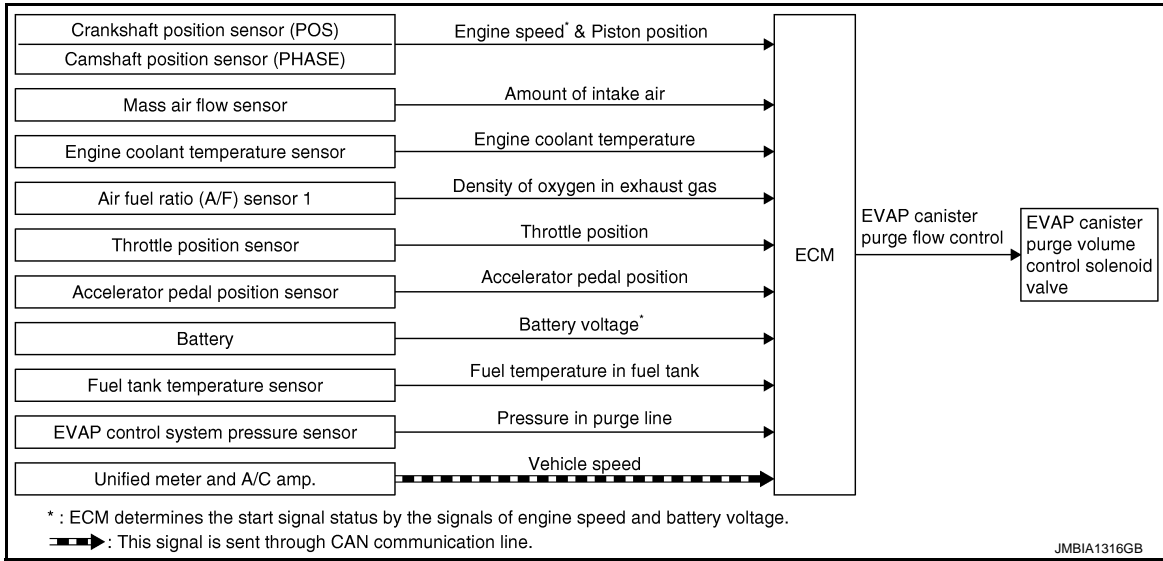 Crankshaft position sensor (POS)
Camshaft position sensor (PHASE)
Engine speed* & Piston position
Mass air flow sensor
Amount of intake air
Engine coolant temperature sensor
Engine coolant temperature
Air fuel ratio (A/F) sensor 1
Density of oxygen in exhaust gas
Throttle position sensor
Throttle position
Accelerator pedal position sensor
Accelerator pedal position
Battery
Battery voltage*
Fuel tank temperature sensor
Fuel temperature in fuel tank
EVAP control system pressure sensor
Pressure in purge line
Unified meter and A/C amp.
Vehicle speed
ECM
EVAP canister
purge flow control
EVAP canister
purge volume
control solenoid
valve
* : ECM determines the start signal status by the signals of engine speed and battery voltage.
: This signal is sent through CAN communication line.
JMBIA1316GB